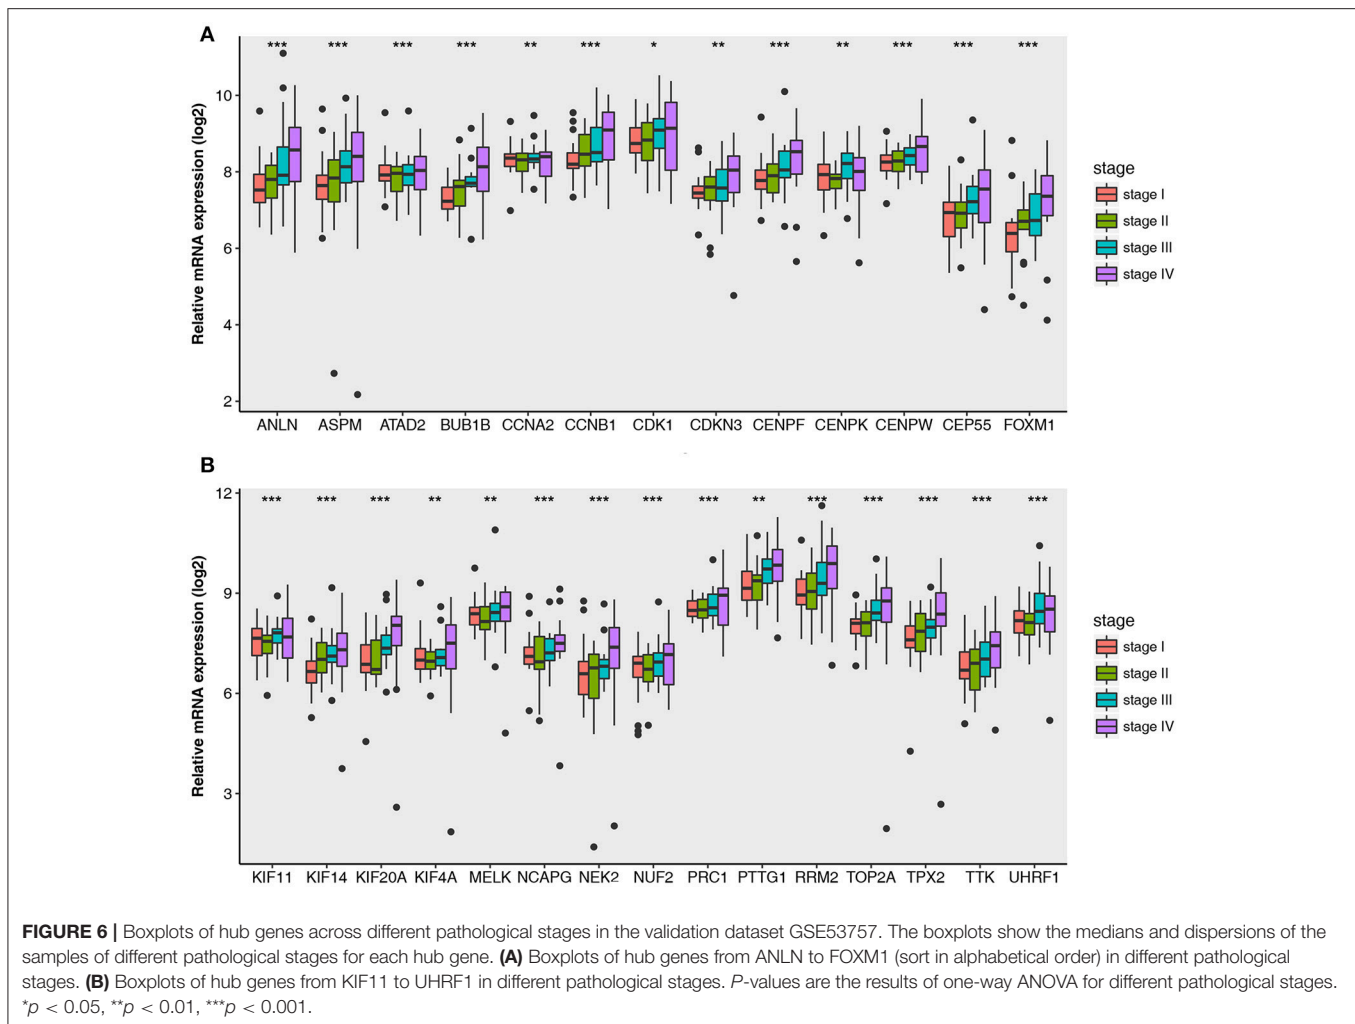 A
*** *** *** *** ** *** * ** *** ** *** *** ***
Relative mRNA expression (log2)
10
8
6
4
2
ANLN ASPM ATAD2 BUB1B CCNA2 CCNB1 CDK1 CDKN3 CENPF CENPK CENPW CEP55 FOXM1
stage
stage I
stage II
stage III
stage IV
B
*** *** *** ** ** *** *** *** *** ** *** *** *** *** ***
Relative mRNA expression (log2)
12
9
6
3
KIF11 KIF14 KIF20A KIF4A MELK NCAPG NEK2 NUF2 PRC1 PTTG1 RRM2 TOP2A TPX2 TTK UHRF1
stage
stage I
stage II
stage III
stage IV
FIGURE 6 | Boxplots of hub genes across different pathological stages in the validation dataset GSE53757. The boxplots show the medians and dispersions of the
samples of different pathological stages for each hub gene. (A) Boxplots of hub genes from ANLN to FOXM1 (sort in alphabetical order) in different pathological
stages. (B) Boxplots of hub genes from KIF11 to UHRF1 in different pathological stages. P-values are the results of one-way ANOVA for different pathological stages.
*p < 0.05, **p < 0.01, ***p < 0.001.